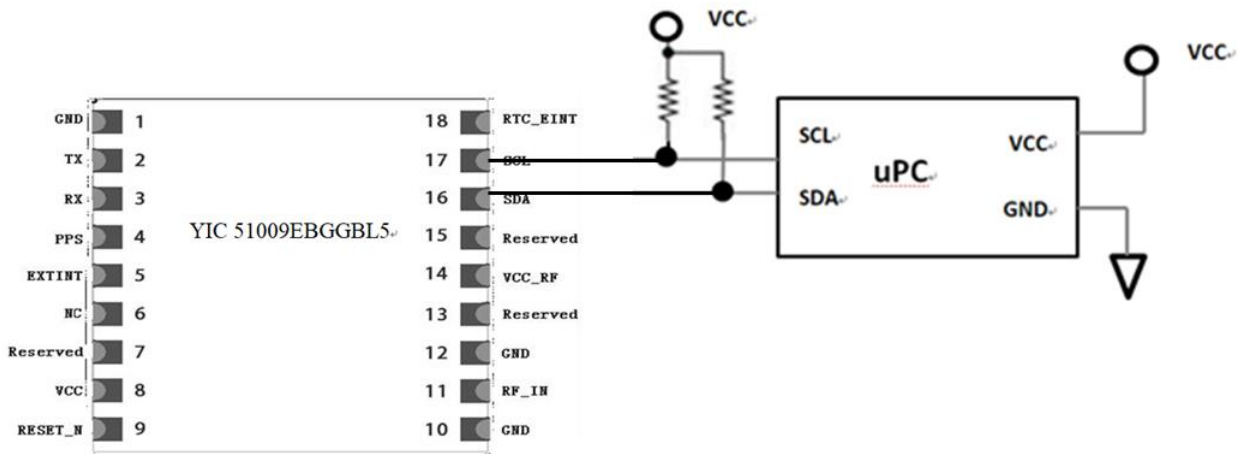 VCC
VCC
GND 1
TX 2
RX 3
PPS 4
EXTINT 5
NC 6
Reserved 7
VCC 8
RESET_N 9
YIC 51009EBGGBL5
18 RTC_EINT
17 SCL
16 SDA
15 Reserved
14 VCC_RF
13 Reserved
12 GND
11 RF_IN
10 GND
SCL
SDA
uPC
VCC
GND